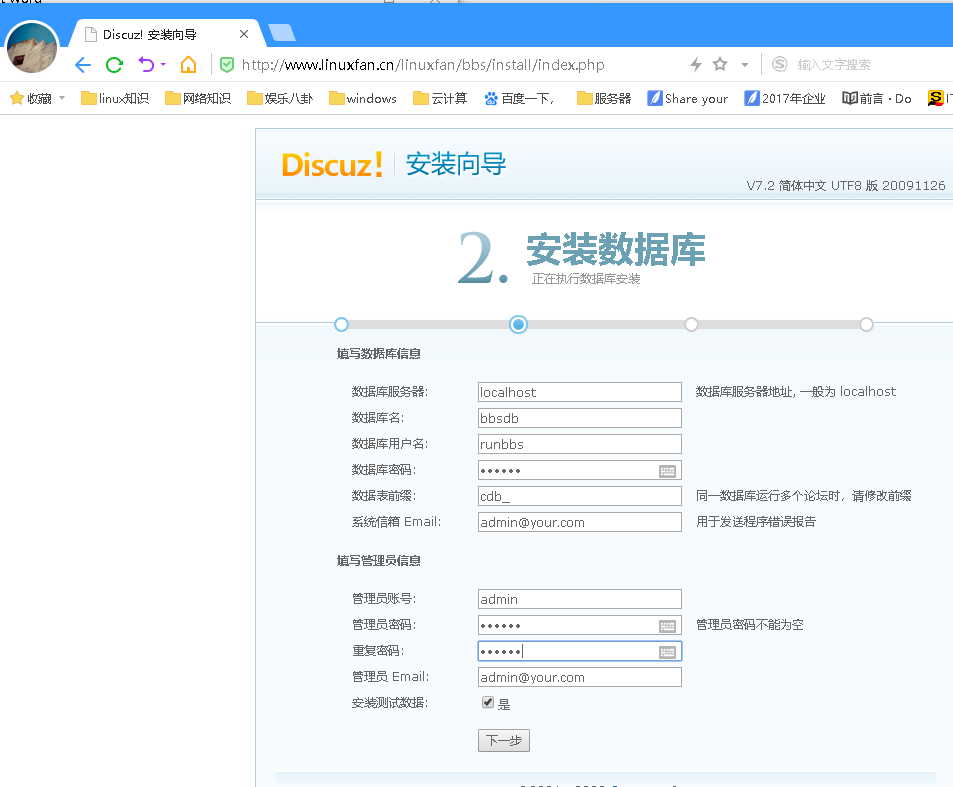 Discuz! 安装向导
http://www.linuxfan.cn/linuxfan/bbs/install/index.php
输入文字搜索
收藏 linux知识 网络知识 娱乐八卦 windows 云计算 百度一下, 服务器 Share your 2017年企业 前言 · Do
Discuz! 安装向导
V7.2 简体中文 UTF8 版 20091126
2. 安装数据库
正在执行数据库安装
填写数据库信息
数据库服务器: localhost 数据库服务器地址, 一般为 localhost
数据库名: bbsdb
数据库用户名: runbbs
数据库密码: ••••••
数据表前缀: cdb_ 同一数据库运行多个论坛时，请修改前缀
系统信箱 Email: admin@your.com 用于发送程序错误报告
填写管理员信息
管理员账号: admin
管理员密码: •••••• 管理员密码不能为空
重复密码: ••••••
管理员 Email: admin@your.com
安装测试数据: 是
下一步